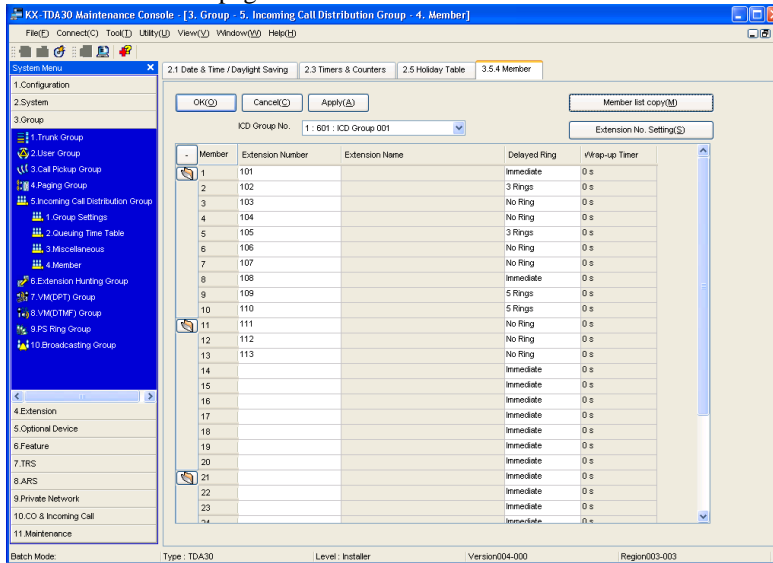 KX-TDA30 Maintenance Console - [3. Group - 5. Incoming Call Distribution Group - 4. Member]
File(F) Connect(C) Tool(T) Utility(U) View(V) Window(W) Help(H)
System Menu x
1.Configuration
2.System
3.Group
1.Trunk Group
2.User Group
3.Call Pickup Group
4.Paging Group
5.Incoming Call Distribution Group
1.Group Settings
2.Queuing Time Table
3.Miscellaneous
4.Member
6.Extension Hunting Group
7.VM(DPT) Group
8.VM(DTMF) Group
9.PS Ring Group
10.Broadcasting Group
4.Extension
5.Optional Device
6.Feature
7.TRS
8.ARS
9.Private Network
10.CO & Incoming Call
11.Maintenance
2.1 Date & Time / Daylight Saving 2.3 Timers & Counters 2.5 Holiday Table 3.5.4 Member
OK(O) Cancel(C) Apply(A) Member list copy(M)
ICD Group No. 1 : 601 : ICD Group 001 Extension No. Setting(S)
- Member Extension Number Extension Name Delayed Ring Wrap-up Timer
1 101 Immediate 0 s
2 102 3 Rings 0 s
3 103 No Ring 0 s
4 104 No Ring 0 s
5 105 3 Rings 0 s
6 106 No Ring 0 s
7 107 No Ring 0 s
8 108 Immediate 0 s
9 109 5 Rings 0 s
10 110 5 Rings 0 s
11 111 No Ring 0 s
12 112 No Ring 0 s
13 113 No Ring 0 s
14 Immediate 0 s
15 Immediate 0 s
16 Immediate 0 s
17 Immediate 0 s
18 Immediate 0 s
19 Immediate 0 s
20 Immediate 0 s
21 Immediate 0 s
22 Immediate 0 s
23 Immediate 0 s
24 Immediate 0 s
Batch Mode: Type : TDA30 Level : Installer Version004-000 Region003-003